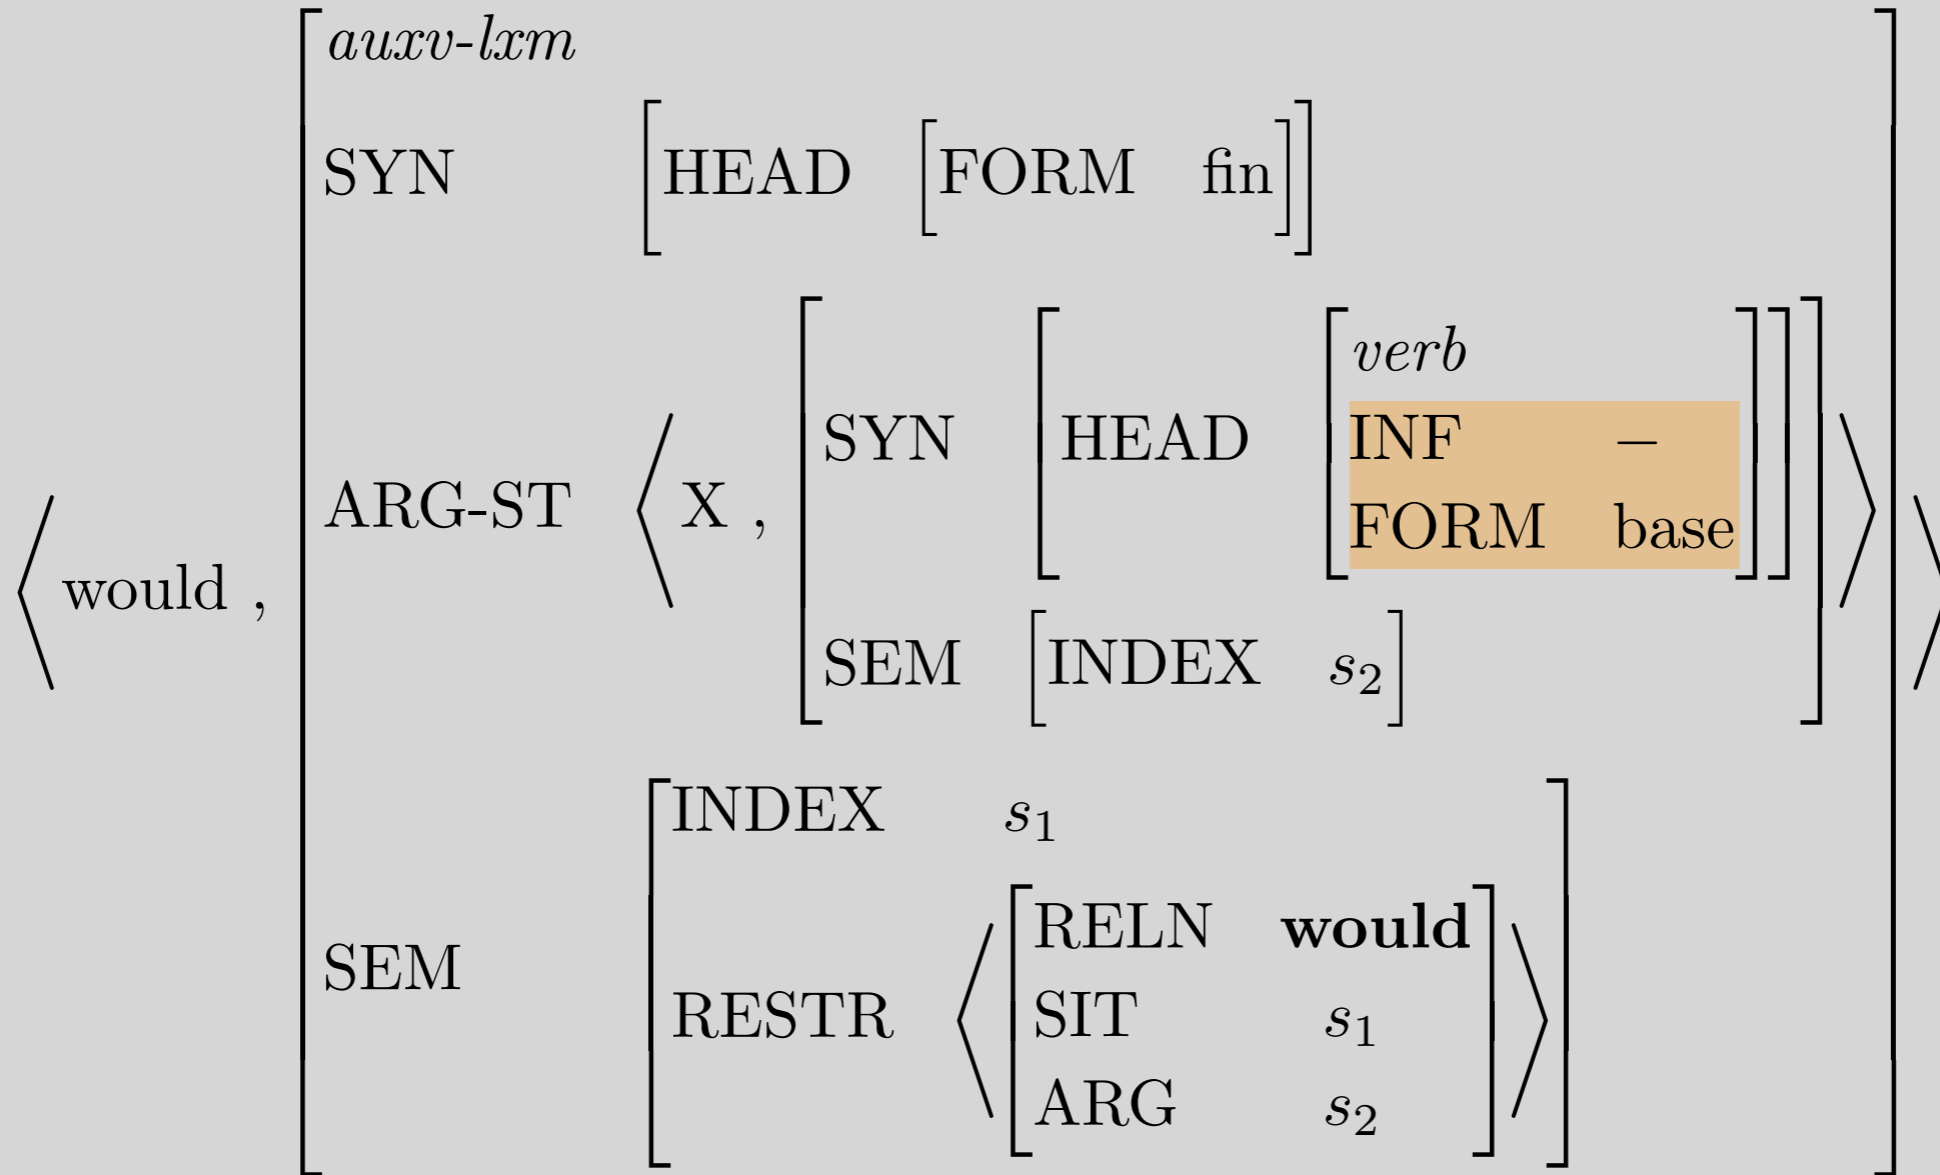 auxv-lxm
SYN [HEAD [FORM fin]]
verb
SYN [HEAD [INF –
ARG-ST ⟨ X ,
FORM base]]
⟨ would ,
SEM [INDEX s₂] ⟩
INDEX s₁
RELN would
SEM
RESTR ⟨ SIT s₁
ARG s₂ ⟩ ⟩